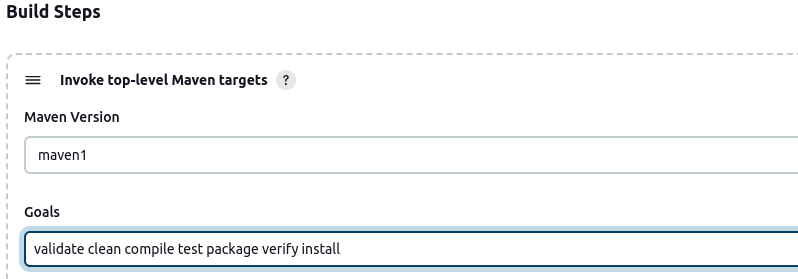 Build Steps
Invoke top-level Maven targets ?
Maven Version
maven1
Goals
validate clean compile test package verify install